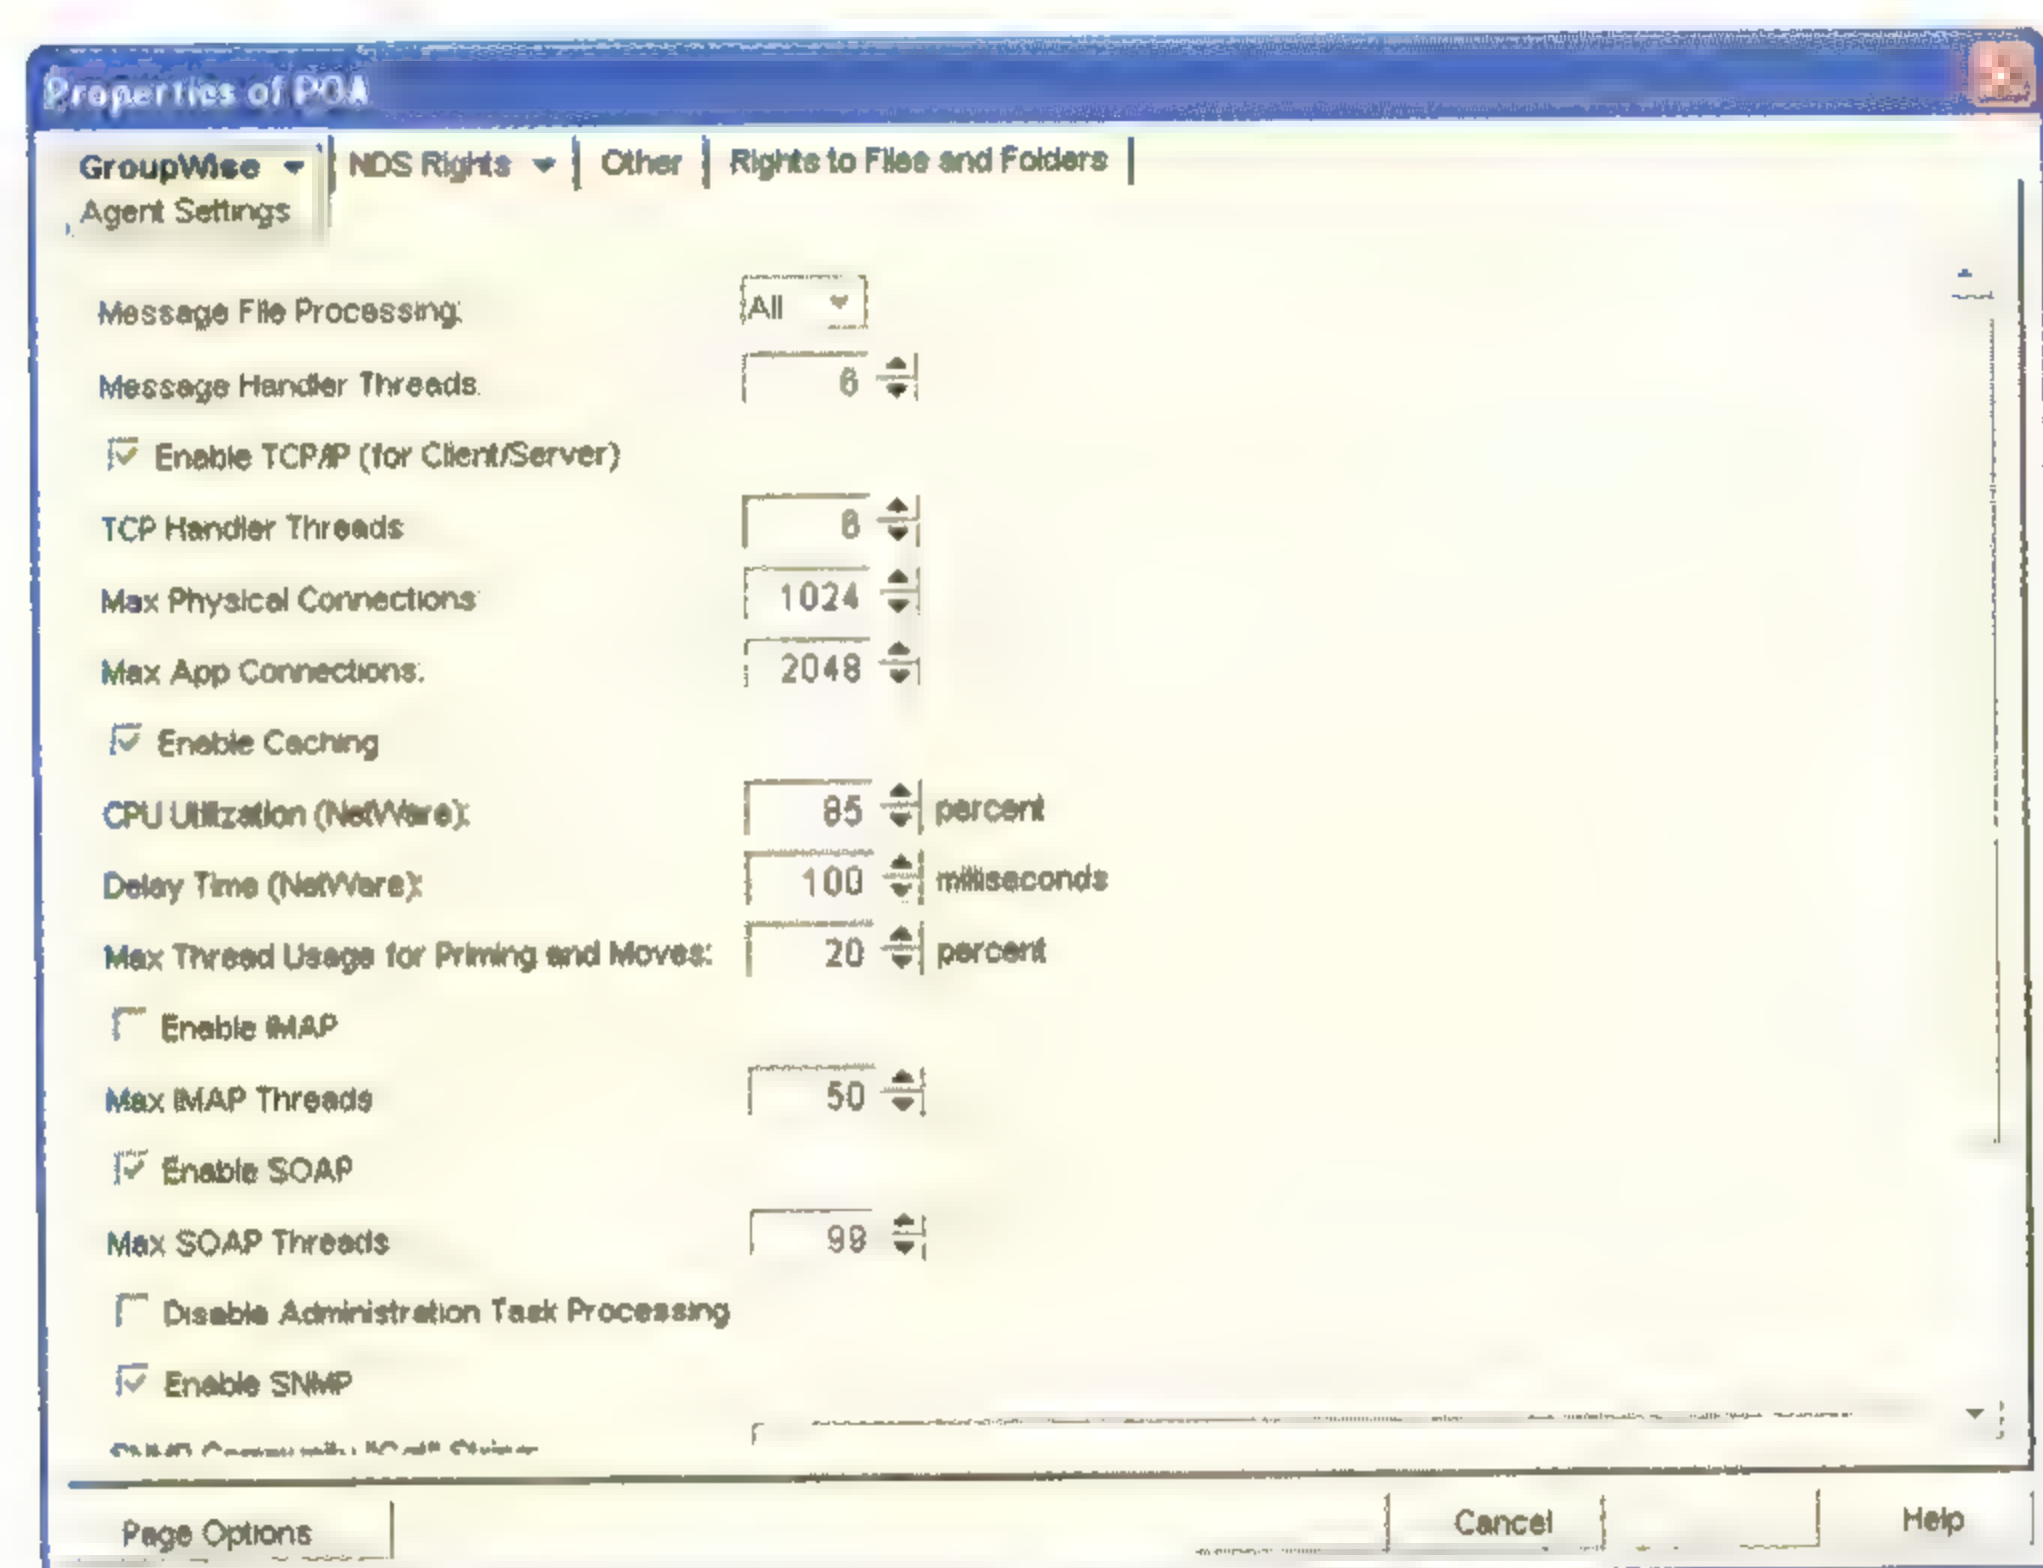 Properties of POA
GroupWise NDS Rights Other Rights to Files and Folders
Agent Settings
Message File Processing: All
Message Handler Threads: 6
Enable TCP/IP (for Client/Server)
TCP Handler Threads 6
Max Physical Connections: 1024
Max App Connections: 2048
Enable Caching
CPU Utilization (NetWare): 85 percent
Delay Time (NetWare): 100 milliseconds
Max Thread Usage for Priming and Moves: 20 percent
Enable IMAP
Max IMAP Threads 50
Enable SOAP
Max SOAP Threads
Disable Administration Task Processing
Enable SNMP
Page Options Cancel Help